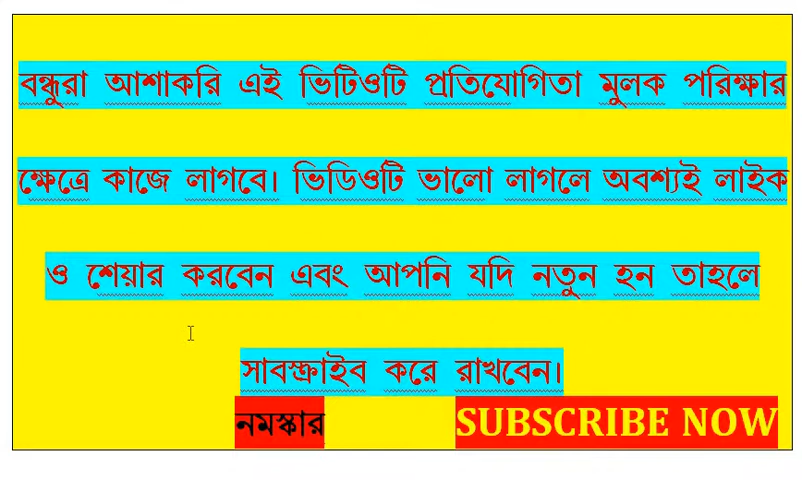 বন্ধুরা আশাকরি এই ভিটিওটি প্রতিযোগিতা মুলক পরিক্ষার
ক্ষেত্রে কাজে লাগবে। ভিডিওটি ভালো লাগলে অবশ্যই লাইক
ও শেয়ার করবেন এবং আপনি যদি নতুন হন তাহলে
সাবস্ক্রাইব করে রাখবেন।
নমস্কার SUBSCRIBE NOW